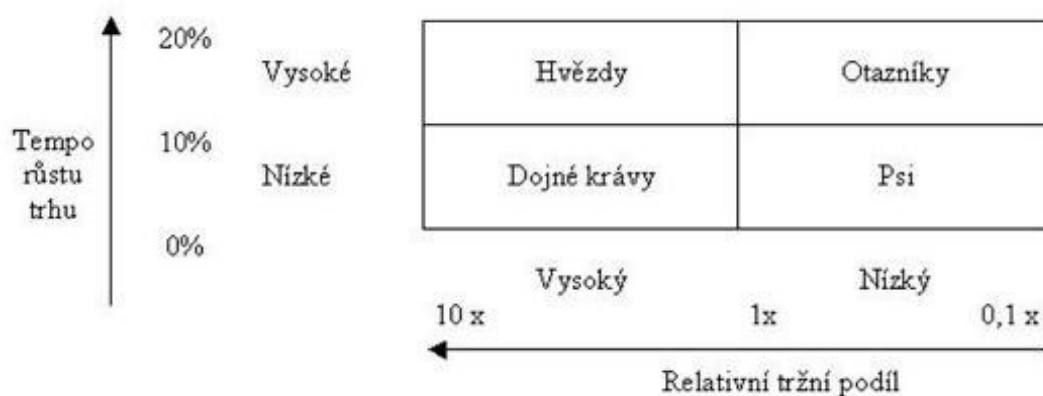 20%
Vysoké
Hvězdy
Otazníky
Tempo
růstu
trhu
10%
Nízké
Dojné krávy
Psi
0%
Vysoký
Nízký
10 x
1x
0,1 x
Relativní tržní podíl